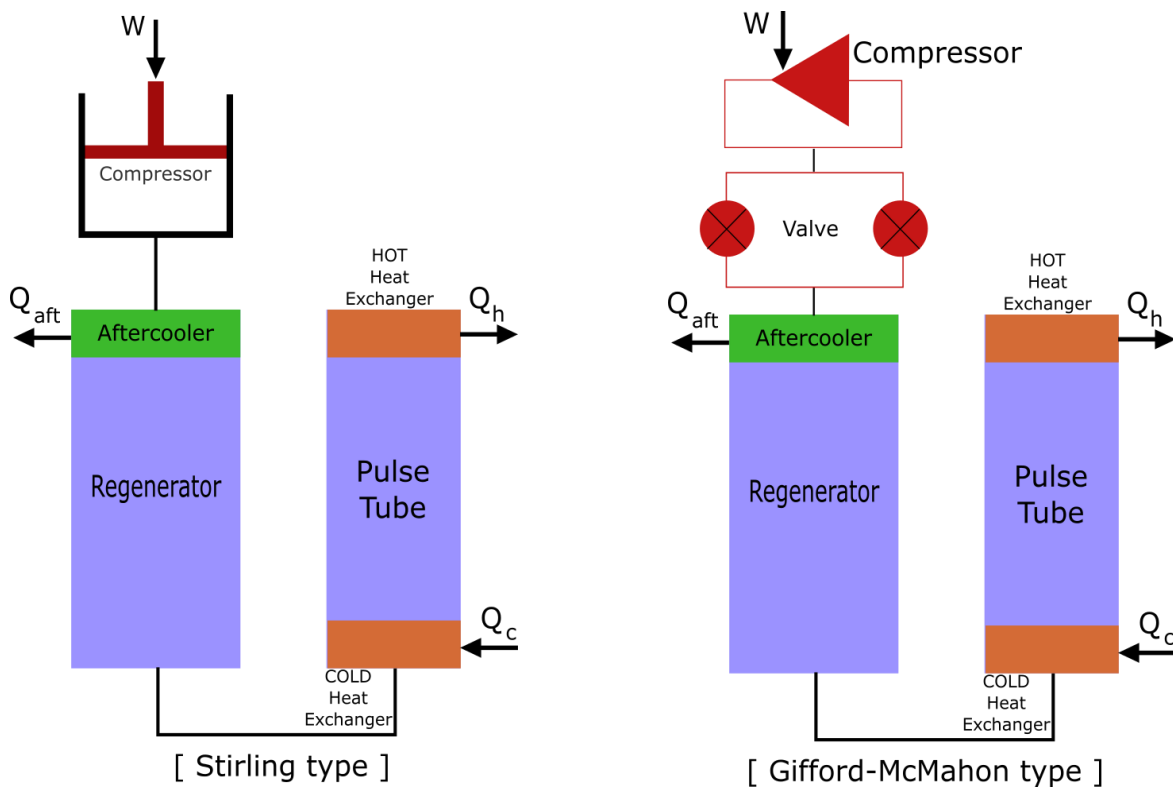 W
Compressor
HOT
Heat
Exchanger
Q aft
Q h
Aftercooler
Regenerator
Pulse
Tube
Q c
COLD
Heat
Exchanger
[ Stirling type ]
W
Compressor
Valve
HOT
Heat
Exchanger
Q aft
Q h
Aftercooler
Regenerator
Pulse
Tube
Q c
COLD
Heat
Exchanger
[ Gifford-McMahon type ]